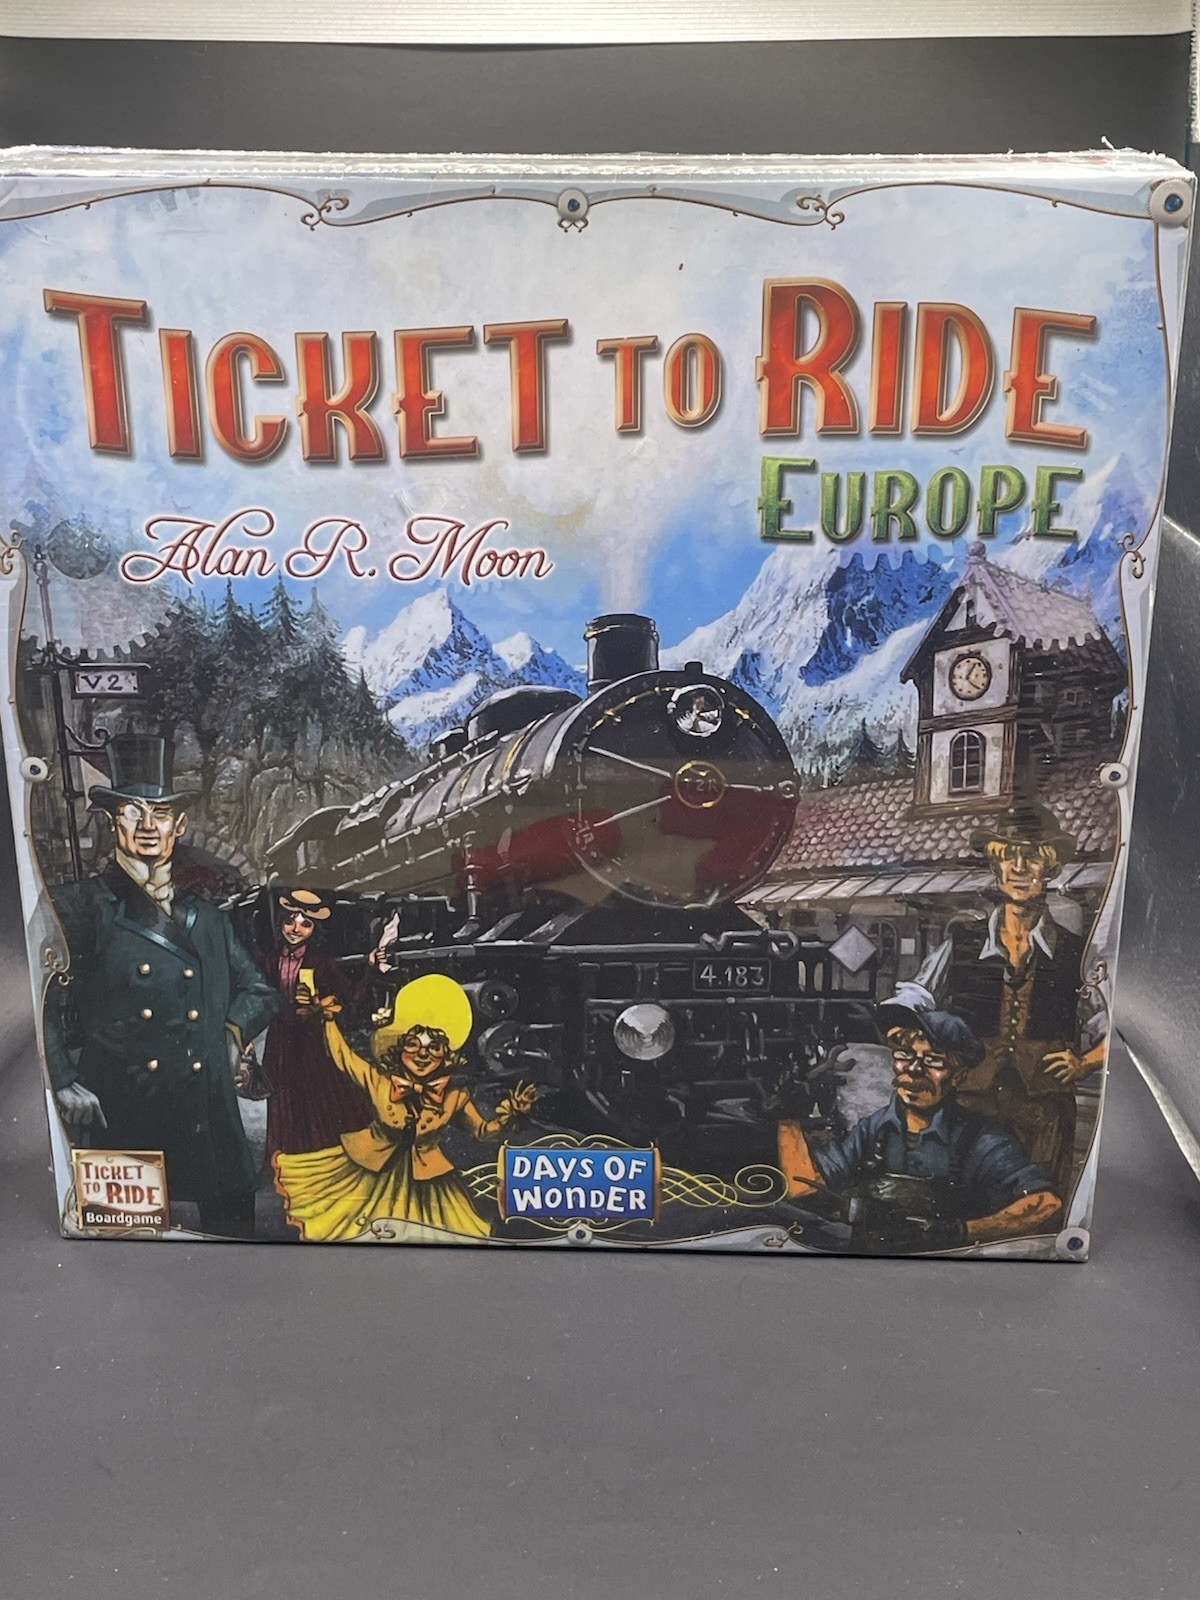 TICKET TO RIDE
EUROPE
Alan R. Moon
V2
4.183
DAYS OF
WONDER
TICKET
TO RIDE
Boardgame